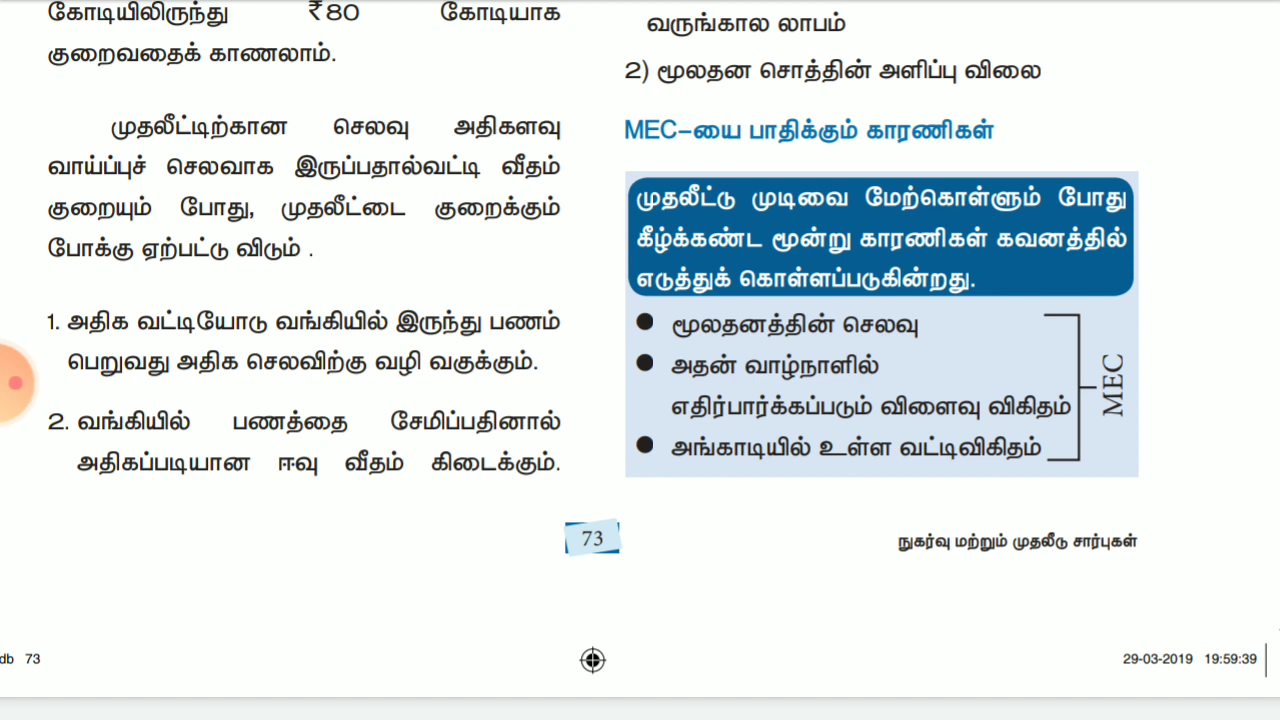 கோடியிலிருந்து ₹80 கோடியாக
குறைவதைக் காணலாம்.
முதலீட்டிற்கான செலவு அதிகளவு
வாய்ப்புச் செலவாக இருப்பதால்வட்டி வீதம்
குறையும் போது, முதலீட்டை குறைக்கும்
போக்கு ஏற்பட்டு விடும் .
1. அதிக வட்டியோடு வங்கியில் இருந்து பணம்
பெறுவது அதிக செலவிற்கு வழி வகுக்கும்.
2. வங்கியில் பணத்தை சேமிப்பதினால்
அதிகப்படியான ஈவு வீதம் கிடைக்கும்.
வருங்கால லாபம்
2) மூலதன சொத்தின் அளிப்பு விலை
MEC-யை பாதிக்கும் காரணிகள்
முதலீட்டு முடிவை மேற்கொள்ளும் போது
கீழ்க்கண்ட மூன்று காரணிகள் கவனத்தில்
எடுத்துக் கொள்ளப்படுகின்றது.
● மூலதனத்தின் செலவு
● அதன் வாழ்நாளில்
எதிர்பார்க்கப்படும் விளைவு விகிதம்
● அங்காடியில் உள்ள வட்டிவிகிதம்
MEC
73
நுகர்வு மற்றும் முதலீடு சார்புகள்
db 73
29-03-2019 19:59:39